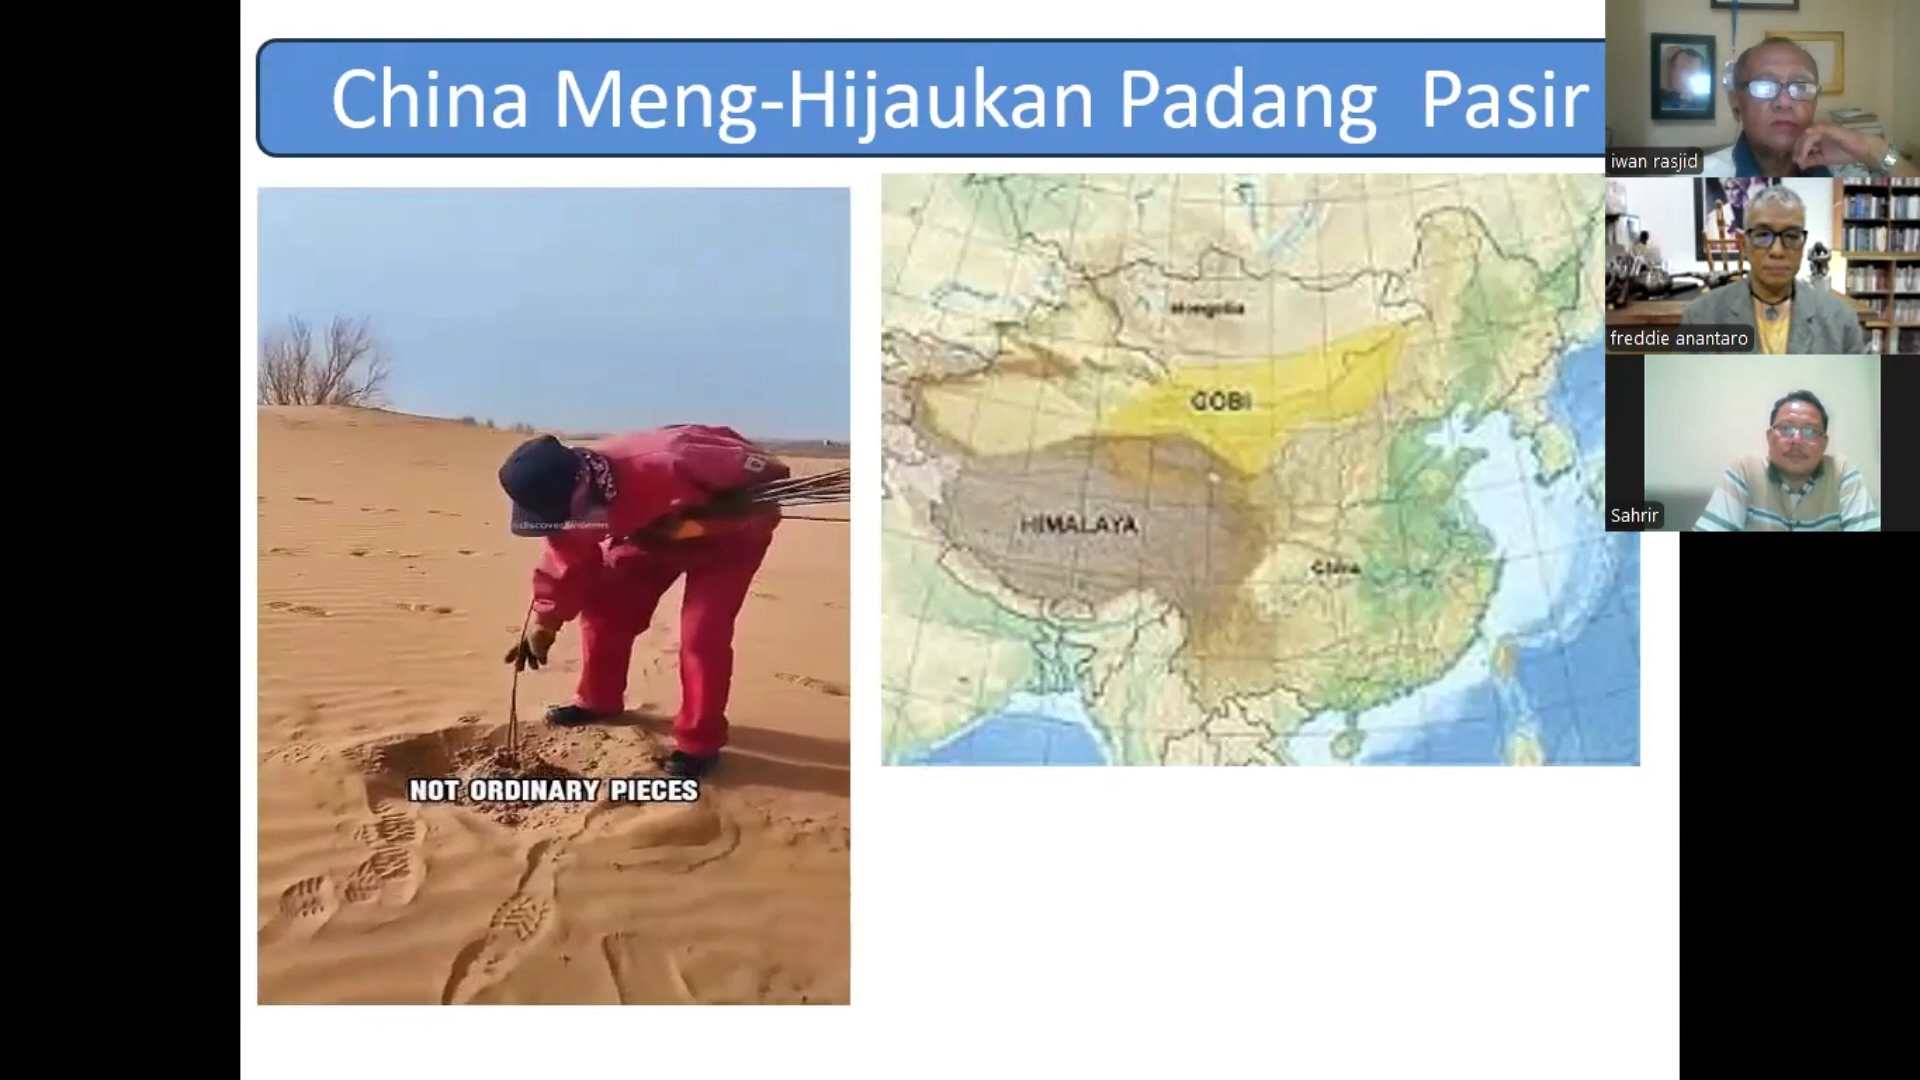 China Meng-Hijaukan Padang Pasir
iwan rasjid
freddie anantaro
Sahrir
Mongolia
GOBI
HIMALAYA
China
NOT ORDINARY PIECES